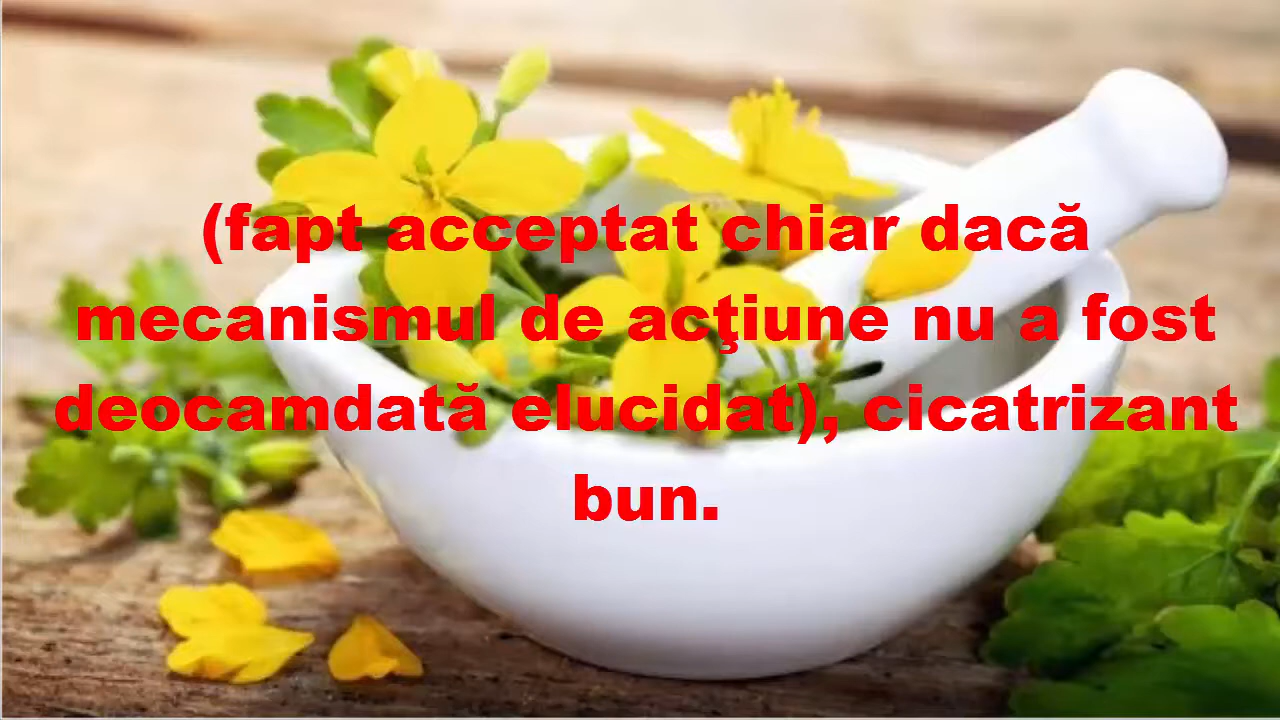 (fapt acceptat chiar dacă
mecanismul de acţiune nu a fost
deocamdată elucidat), cicatrizant
bun.